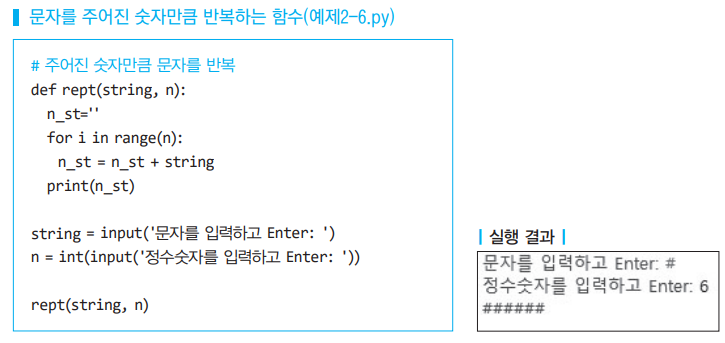 문자를 주어진 숫자만큼 반복하는 함수(예제2-6.py)
# 주어진 숫자만큼 문자를 반복
def rept(string, n):
n_st=''
for i in range(n):
n_st = n_st + string
print(n_st)
string = input('문자를 입력하고 Enter: ')
n = int(input('정수숫자를 입력하고 Enter: '))
rept(string, n)
| 실행 결과 |
문자를 입력하고 Enter: #
정수숫자를 입력하고 Enter: 6
######